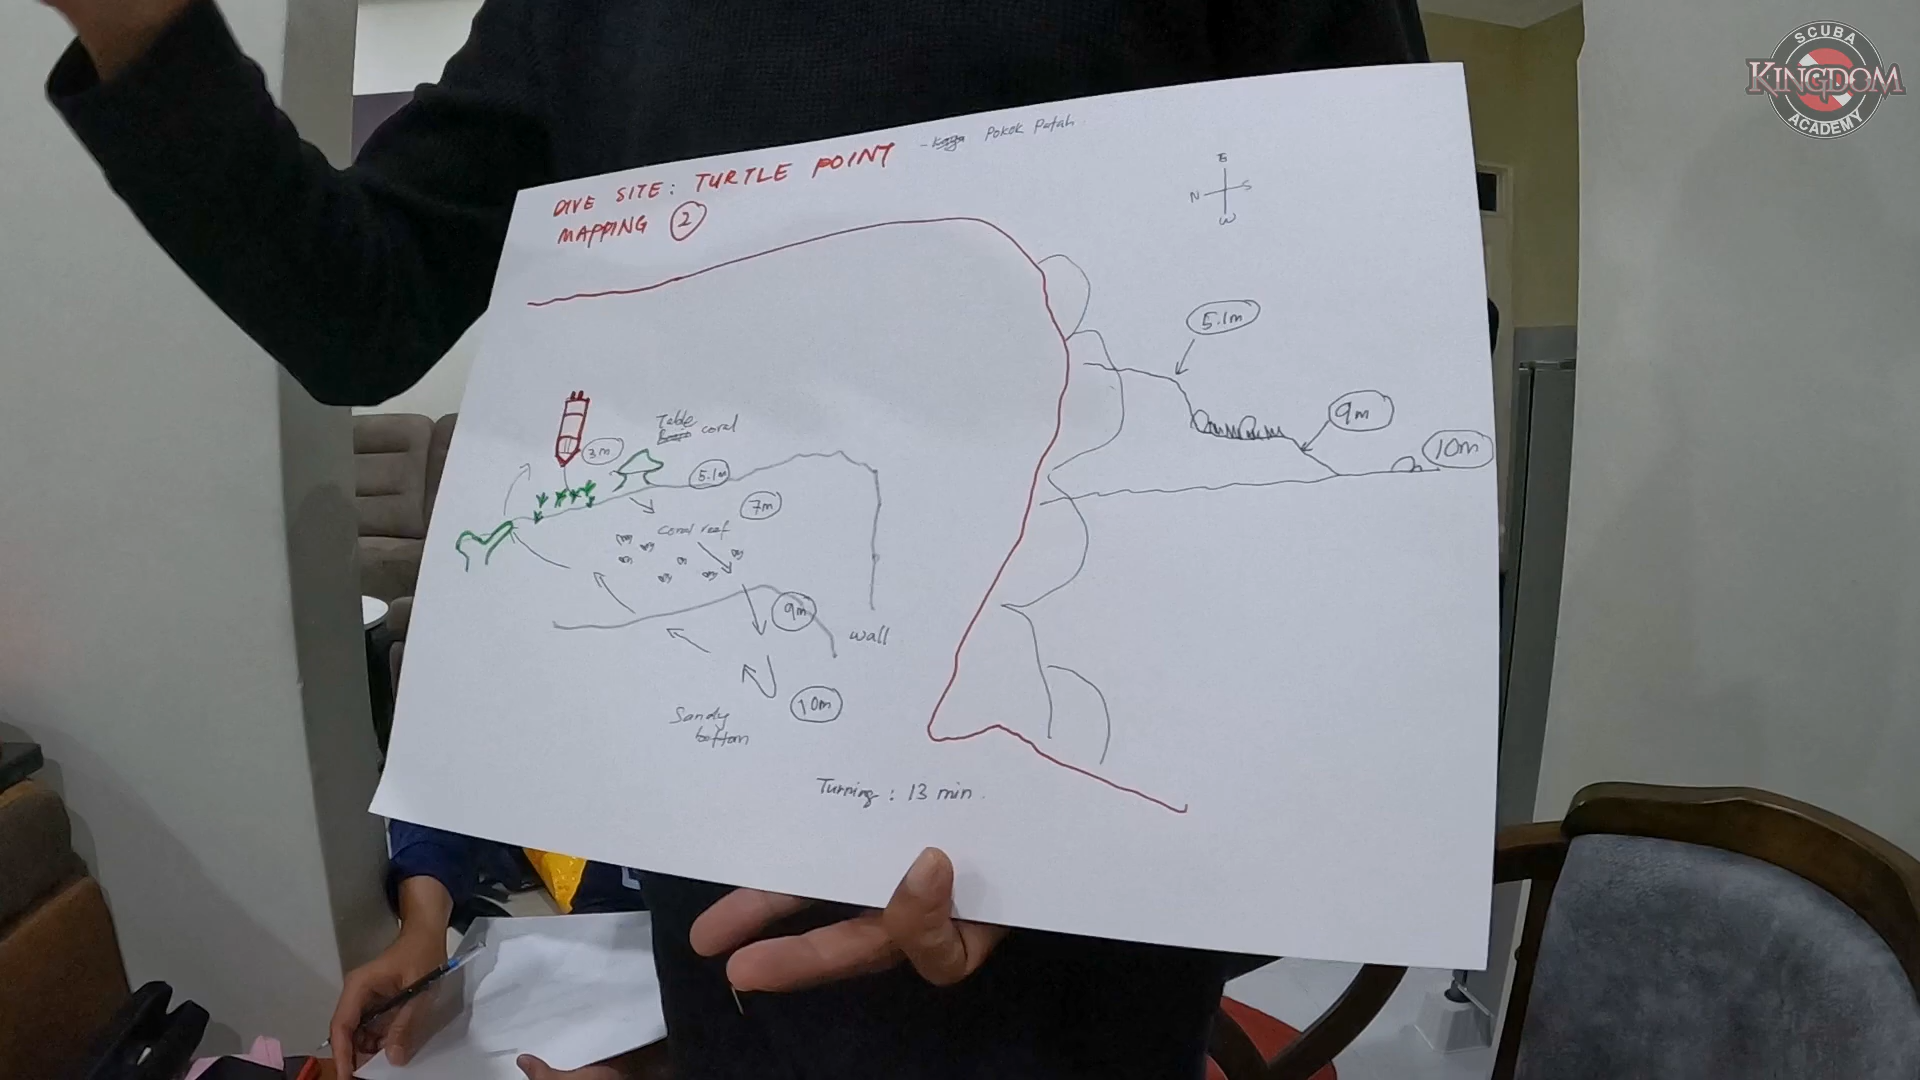 SCUBA
KINGDOM
ACADEMY
DIVE SITE: TURTLE POINT - Pokok Patah
MAPPING 2
E
N S
W
5.1m
9m
10m
Table
coral
3m
5.1m
7m
coral reef
9m
wall
10m
Sandy
bottom
Turning: 13 min.